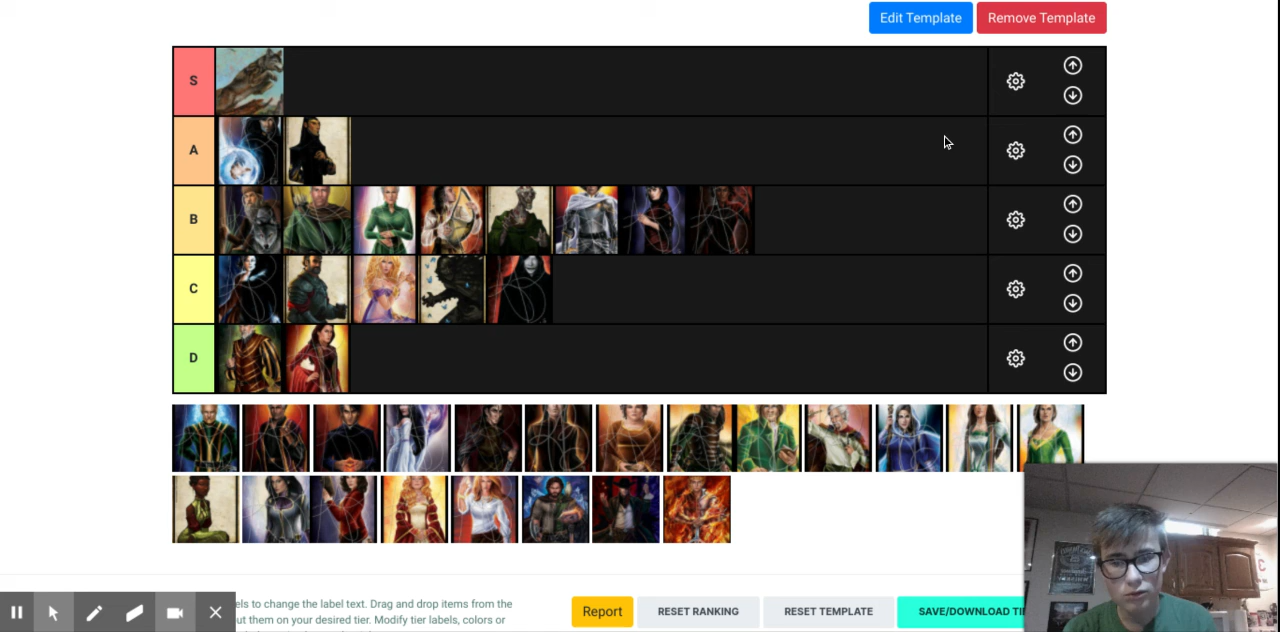 Edit Template
Remove Template
S
A
B
C
D
els to change the label text. Drag and drop items from the
ut them on your desired tier. Modify tier labels, colors or
Report
RESET RANKING
RESET TEMPLATE
SAVE/DOWNLOAD